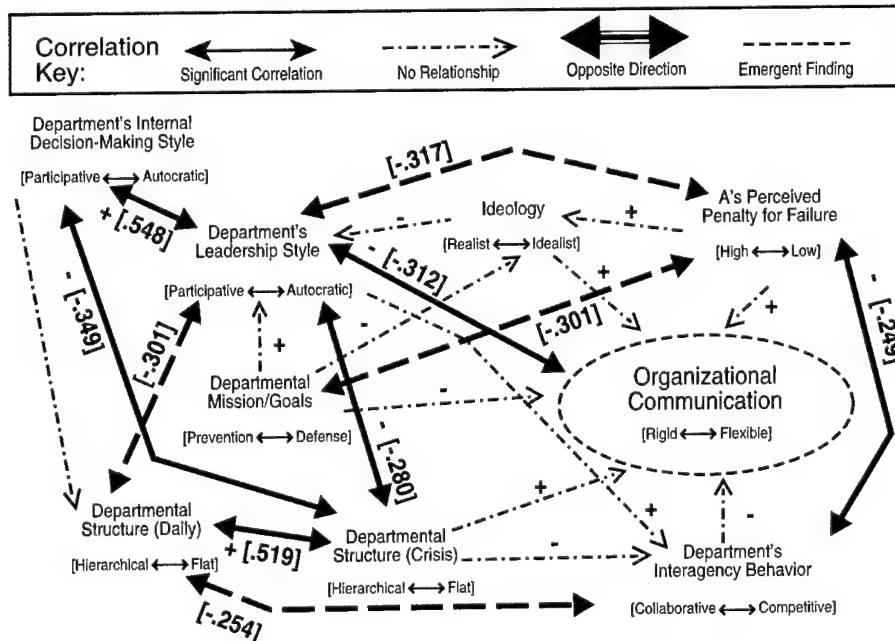 Correlation
Key:
Significant Correlation
No Relationship
Opposite Direction
Emergent Finding
Department's Internal
Decision-Making Style
[Participative ⟷ Autocratic]
+ [.548]
[-.317]
A's Perceived
Penalty for Failure
[High ⟷ Low]
Ideology
[Realist ⟷ Idealist]
-
+
Department's
Leadership Style
[Participative ⟷ Autocratic]
- [-.312]
+
[-.301]
+
- [-.249]
- [-.349]
[-.301]
+
-
Departmental
Mission/Goals
[Prevention ⟷ Defense]
-
- [-.280]
Organizational
Communication
[Rigid ⟷ Flexible]
Departmental
Structure (Daily)
[Hierarchical ⟷ Flat]
+ [.519]
Departmental
Structure (Crisis)
[Hierarchical ⟷ Flat]
+
-
+
-
Department's
Interagency Behavior
[Collaborative ⟷ Competitive]
[-.254]